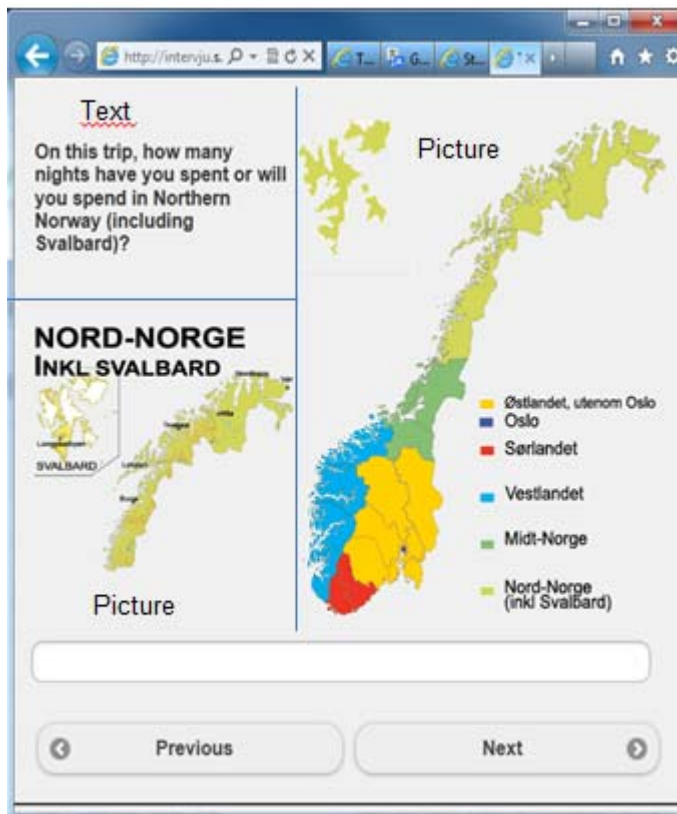 http://intervju.s.
T...
G...
St...
Text
On this trip, how many
nights have you spent or will
you spend in Northern
Norway (including
Svalbard)?
NORD-NORGE
INKL SVALBARD
SVALBARD
Picture
Picture
Østlandet, utenom Oslo
Oslo
Sørlandet
Vestlandet
Midt-Norge
Nord-Norge
(inkl Svalbard)
Previous
Next